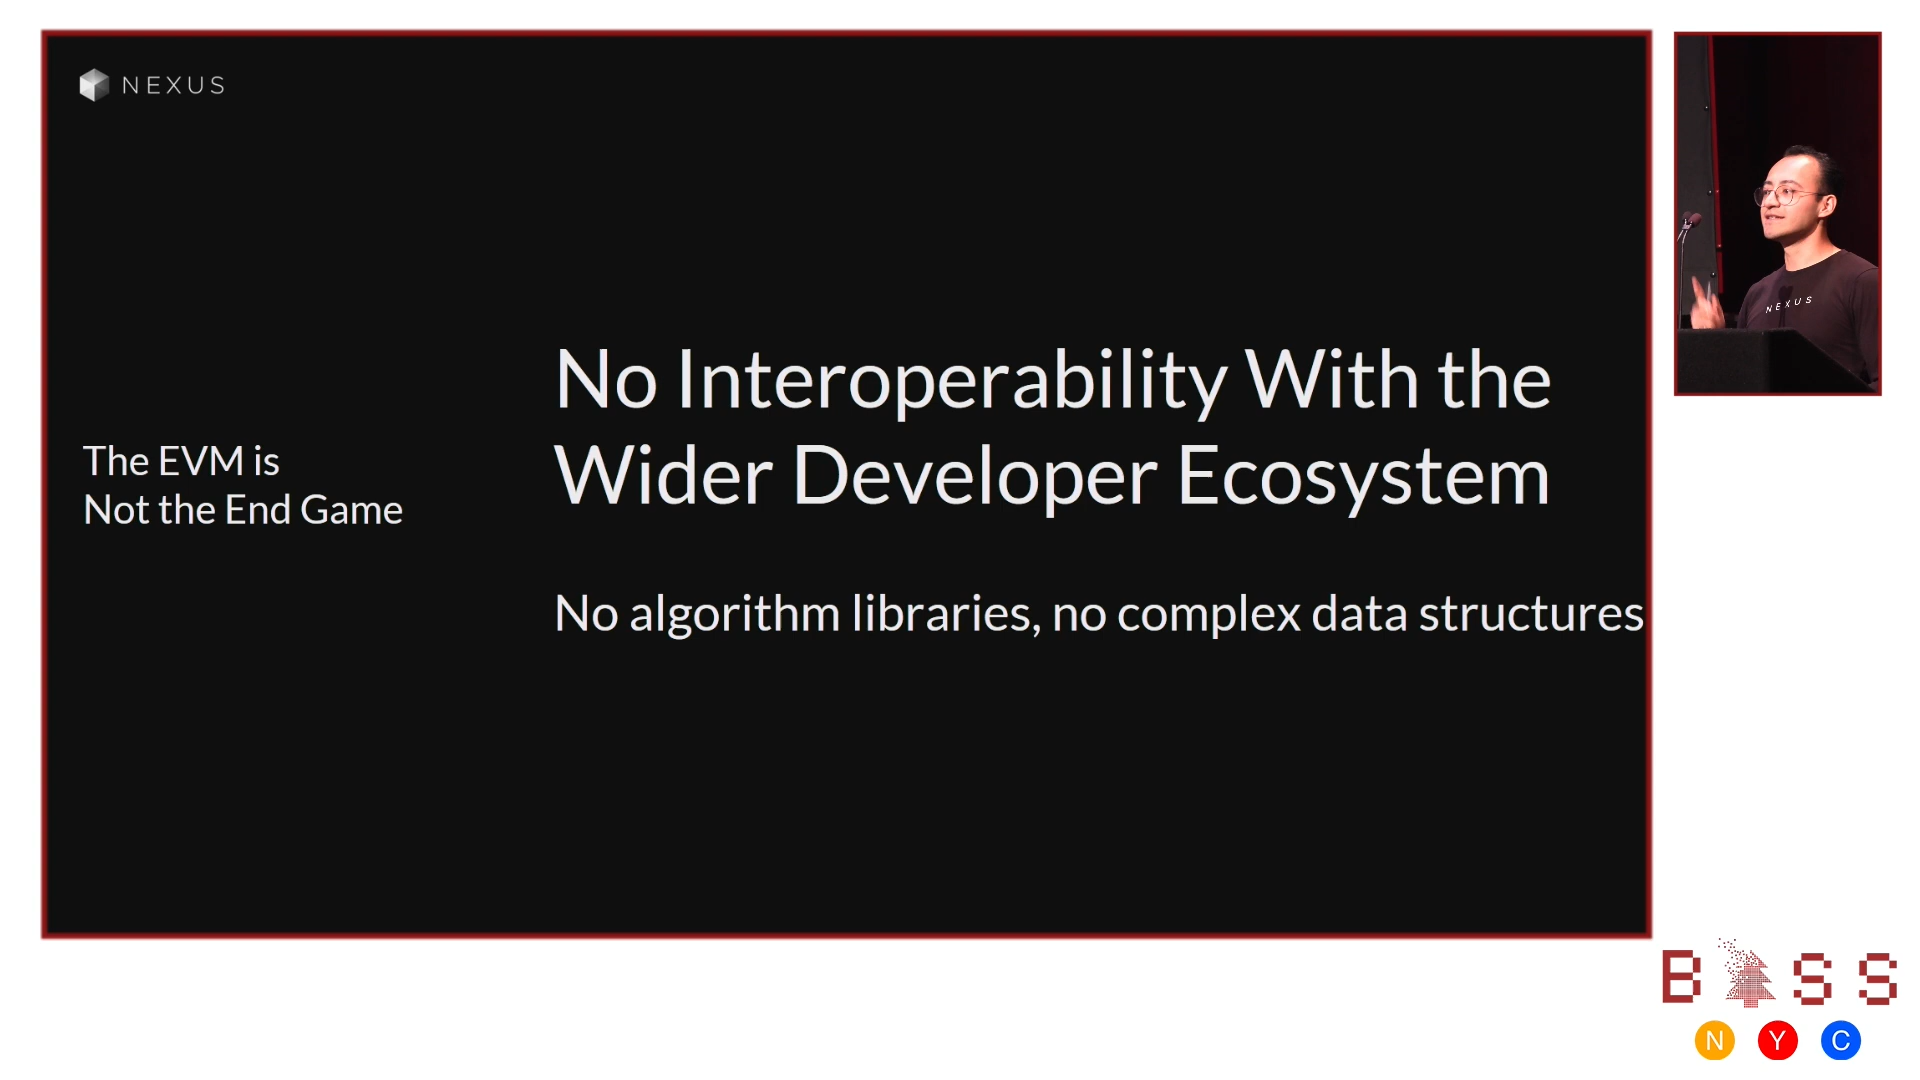 NEXUS
The EVM is
Not the End Game
No Interoperability With the
Wider Developer Ecosystem
No algorithm libraries, no complex data structures
NEXUS
B SS
N Y C